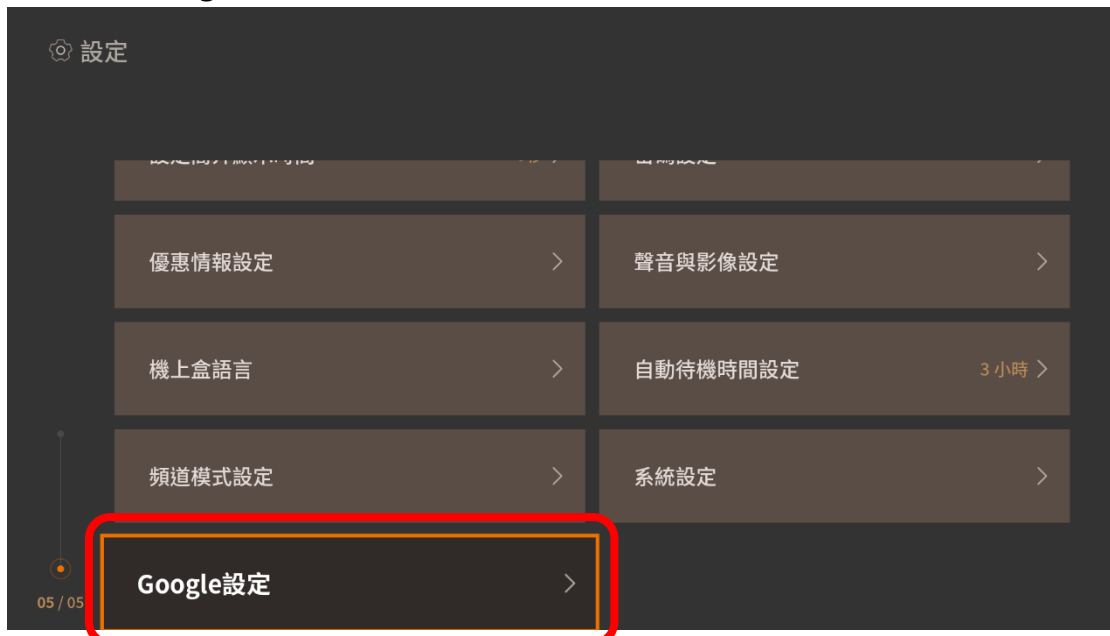 設定
優惠情報設定
聲音與影像設定
機上盒語言
自動待機時間設定 3 小時
頻道模式設定
系統設定
Google設定
05 / 05